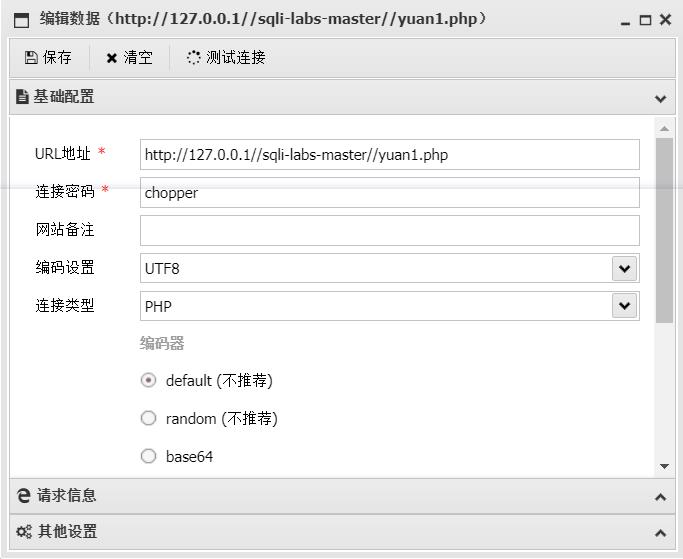 编辑数据（http://127.0.0.1//sqli-labs-master//yuan1.php）
保存 清空 测试连接
基础配置
URL地址 * http://127.0.0.1//sqli-labs-master//yuan1.php
连接密码 * chopper
网站备注
编码设置 UTF8
连接类型 PHP
编码器
default (不推荐)
random (不推荐)
base64
请求信息
其他设置